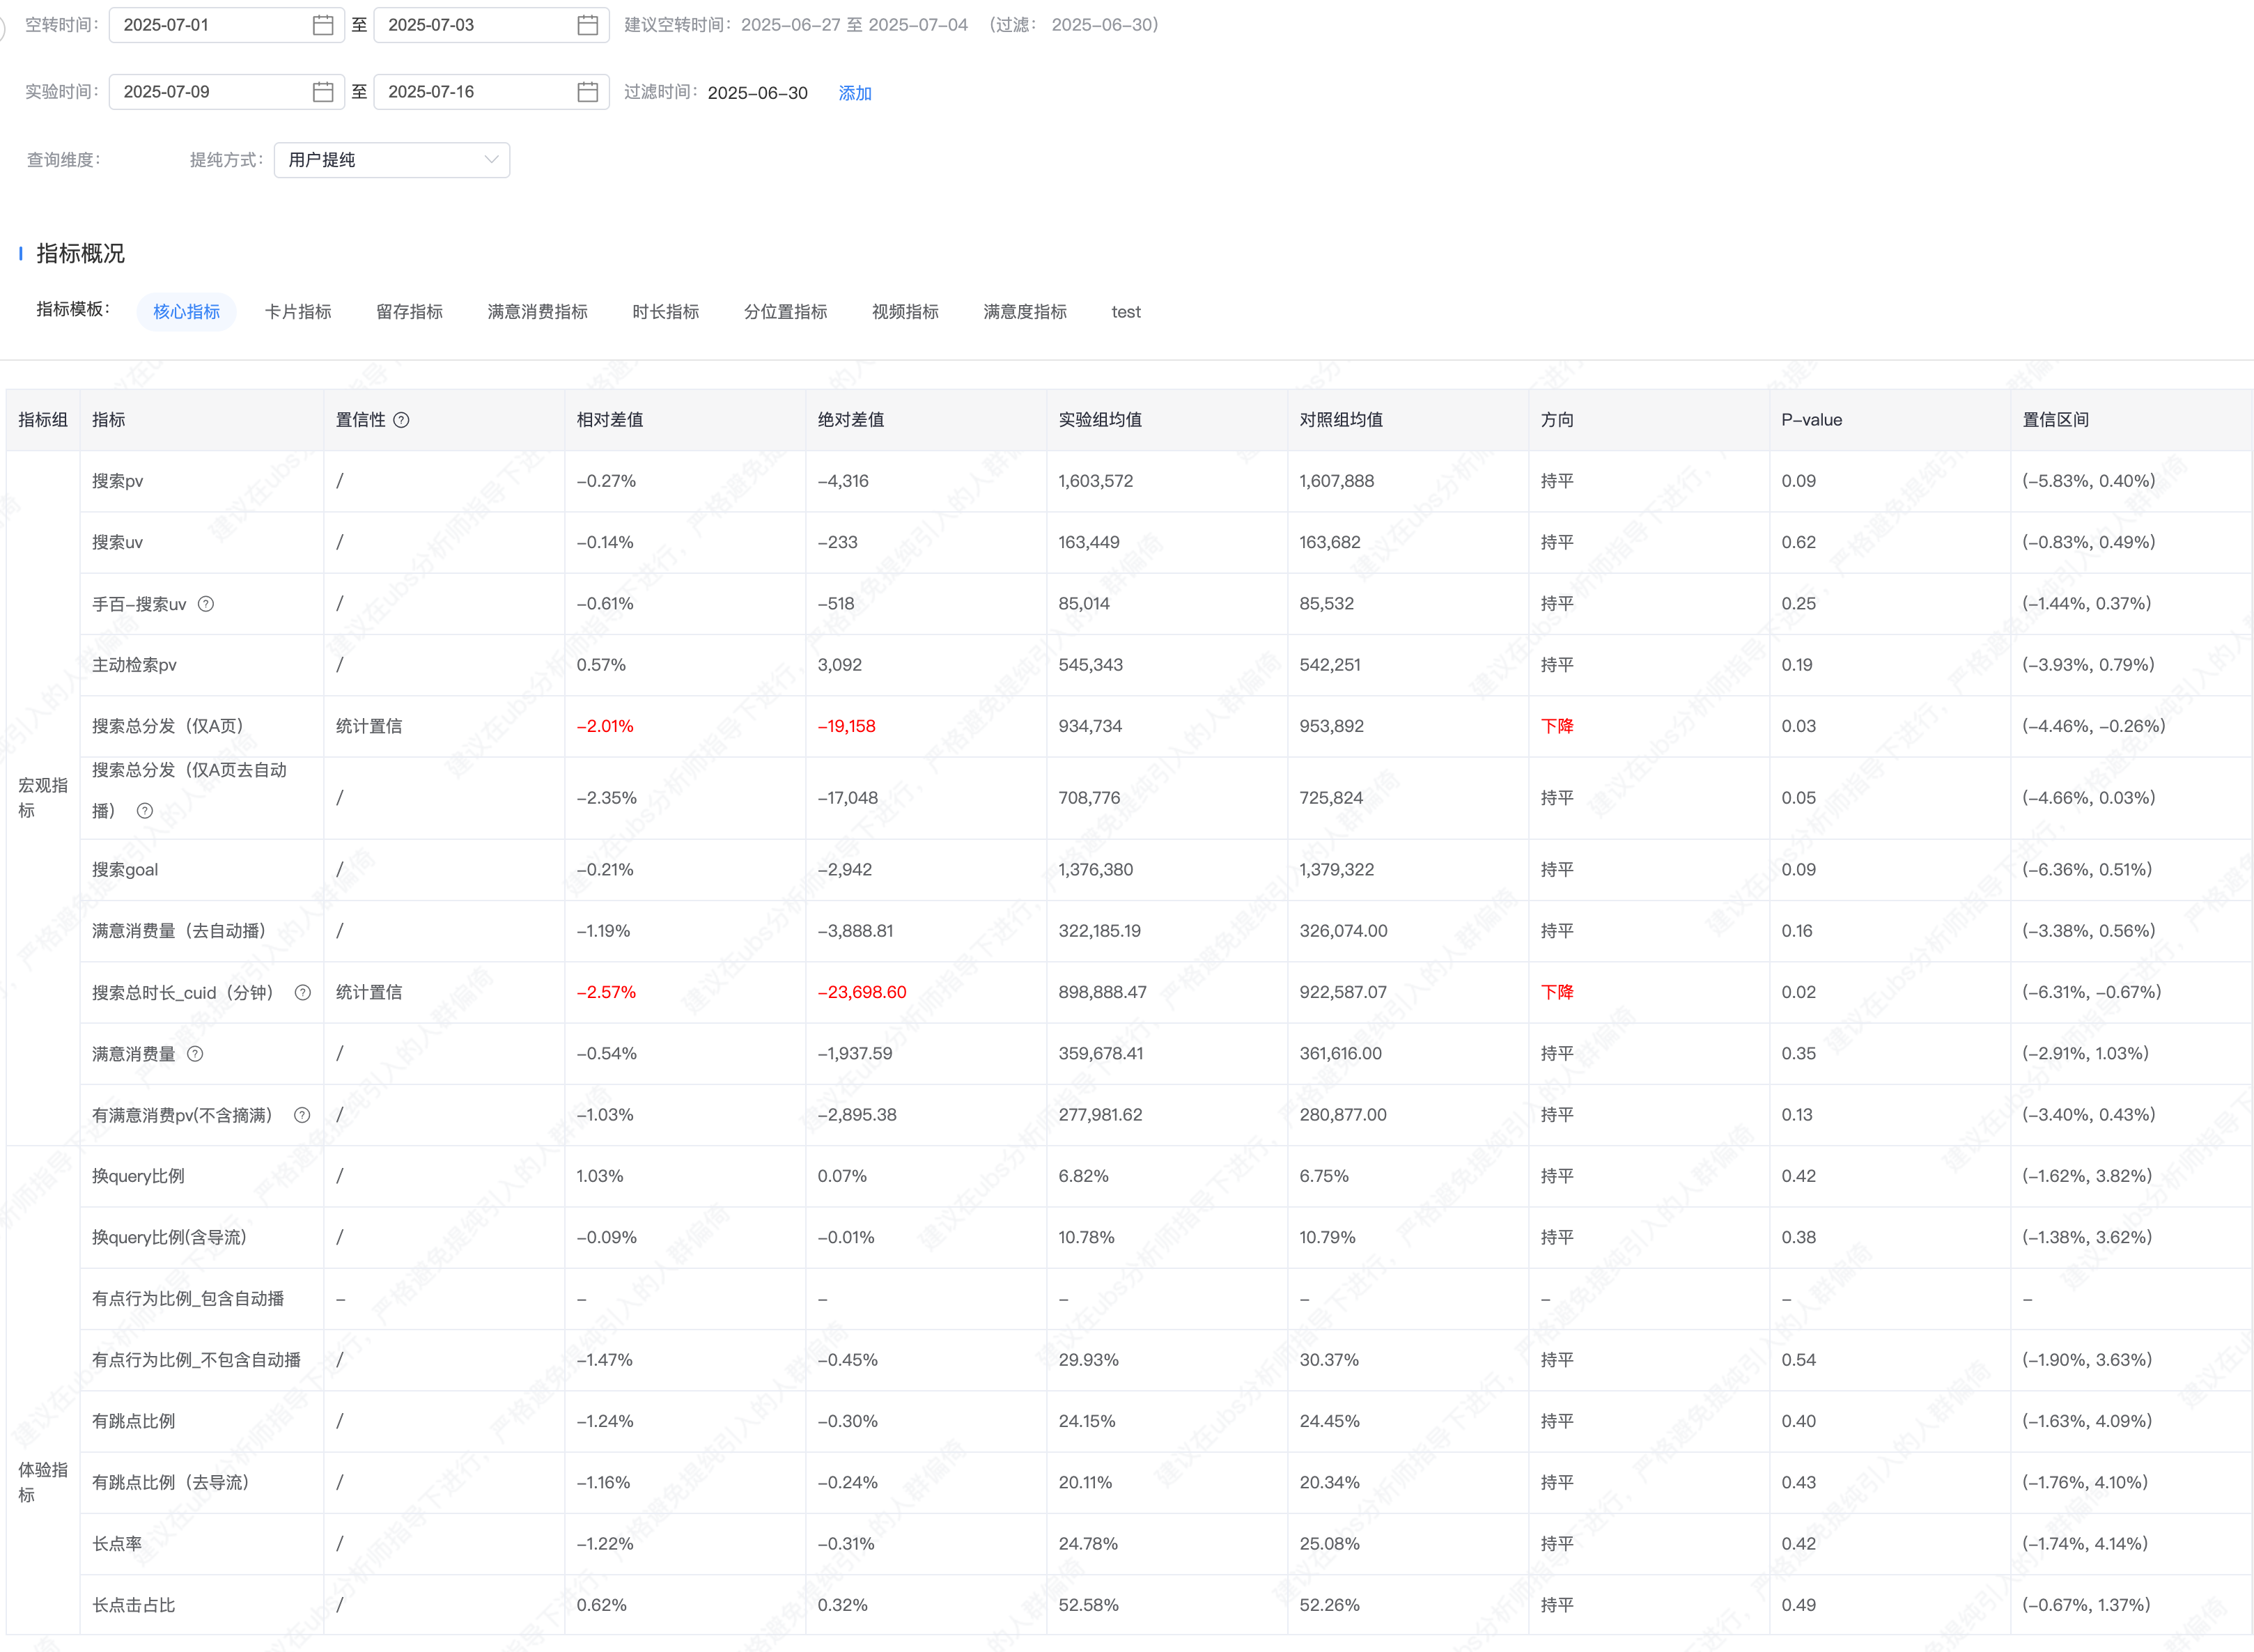 空转时间： 2025-07-01 至 2025-07-03 建议空转时间：2025-06-27 至 2025-07-04 （过滤： 2025-06-30）
实验时间： 2025-07-09 至 2025-07-16 过滤时间：2025-06-30 添加
查询维度： 提纯方式： 用户提纯
指标概况
指标模板： 核心指标 卡片指标 留存指标 满意消费指标 时长指标 分位置指标 视频指标 满意度指标 test
指标组 指标 置信性 相对差值 绝对差值 实验组均值 对照组均值 方向 P-value 置信区间
宏观指标
搜索pv / -0.27% -4,316 1,603,572 1,607,888 持平 0.09 (-5.83%, 0.40%)
搜索uv / -0.14% -233 163,449 163,682 持平 0.62 (-0.83%, 0.49%)
手百-搜索uv / -0.61% -518 85,014 85,532 持平 0.25 (-1.44%, 0.37%)
主动检索pv / 0.57% 3,092 545,343 542,251 持平 0.19 (-3.93%, 0.79%)
搜索总分发（仅A页） 统计置信 -2.01% -19,158 934,734 953,892 下降 0.03 (-4.46%, -0.26%)
搜索总分发（仅A页去自动播） / -2.35% -17,048 708,776 725,824 持平 0.05 (-4.66%, 0.03%)
搜索goal / -0.21% -2,942 1,376,380 1,379,322 持平 0.09 (-6.36%, 0.51%)
满意消费量（去自动播） / -1.19% -3,888.81 322,185.19 326,074.00 持平 0.16 (-3.38%, 0.56%)
搜索总时长_cuid（分钟） 统计置信 -2.57% -23,698.60 898,888.47 922,587.07 下降 0.02 (-6.31%, -0.67%)
满意消费量 / -0.54% -1,937.59 359,678.41 361,616.00 持平 0.35 (-2.91%, 1.03%)
有满意消费pv(不含摘满） / -1.03% -2,895.38 277,981.62 280,877.00 持平 0.13 (-3.40%, 0.43%)
体验指标
换query比例 / 1.03% 0.07% 6.82% 6.75% 持平 0.42 (-1.62%, 3.82%)
换query比例(含导流) / -0.09% -0.01% 10.78% 10.79% 持平 0.38 (-1.38%, 3.62%)
有点行为比例_包含自动播 - - - - - - - -
有点行为比例_不包含自动播 / -1.47% -0.45% 29.93% 30.37% 持平 0.54 (-1.90%, 3.63%)
有跳点比例 / -1.24% -0.30% 24.15% 24.45% 持平 0.40 (-1.63%, 4.09%)
有跳点比例（去导流） / -1.16% -0.24% 20.11% 20.34% 持平 0.43 (-1.76%, 4.10%)
长点率 / -1.22% -0.31% 24.78% 25.08% 持平 0.42 (-1.74%, 4.14%)
长点击占比 / 0.62% 0.32% 52.58% 52.26% 持平 0.49 (-0.67%, 1.37%)
建议在ubs分析师指导下进行，严格避免提纯引入的人群偏倚